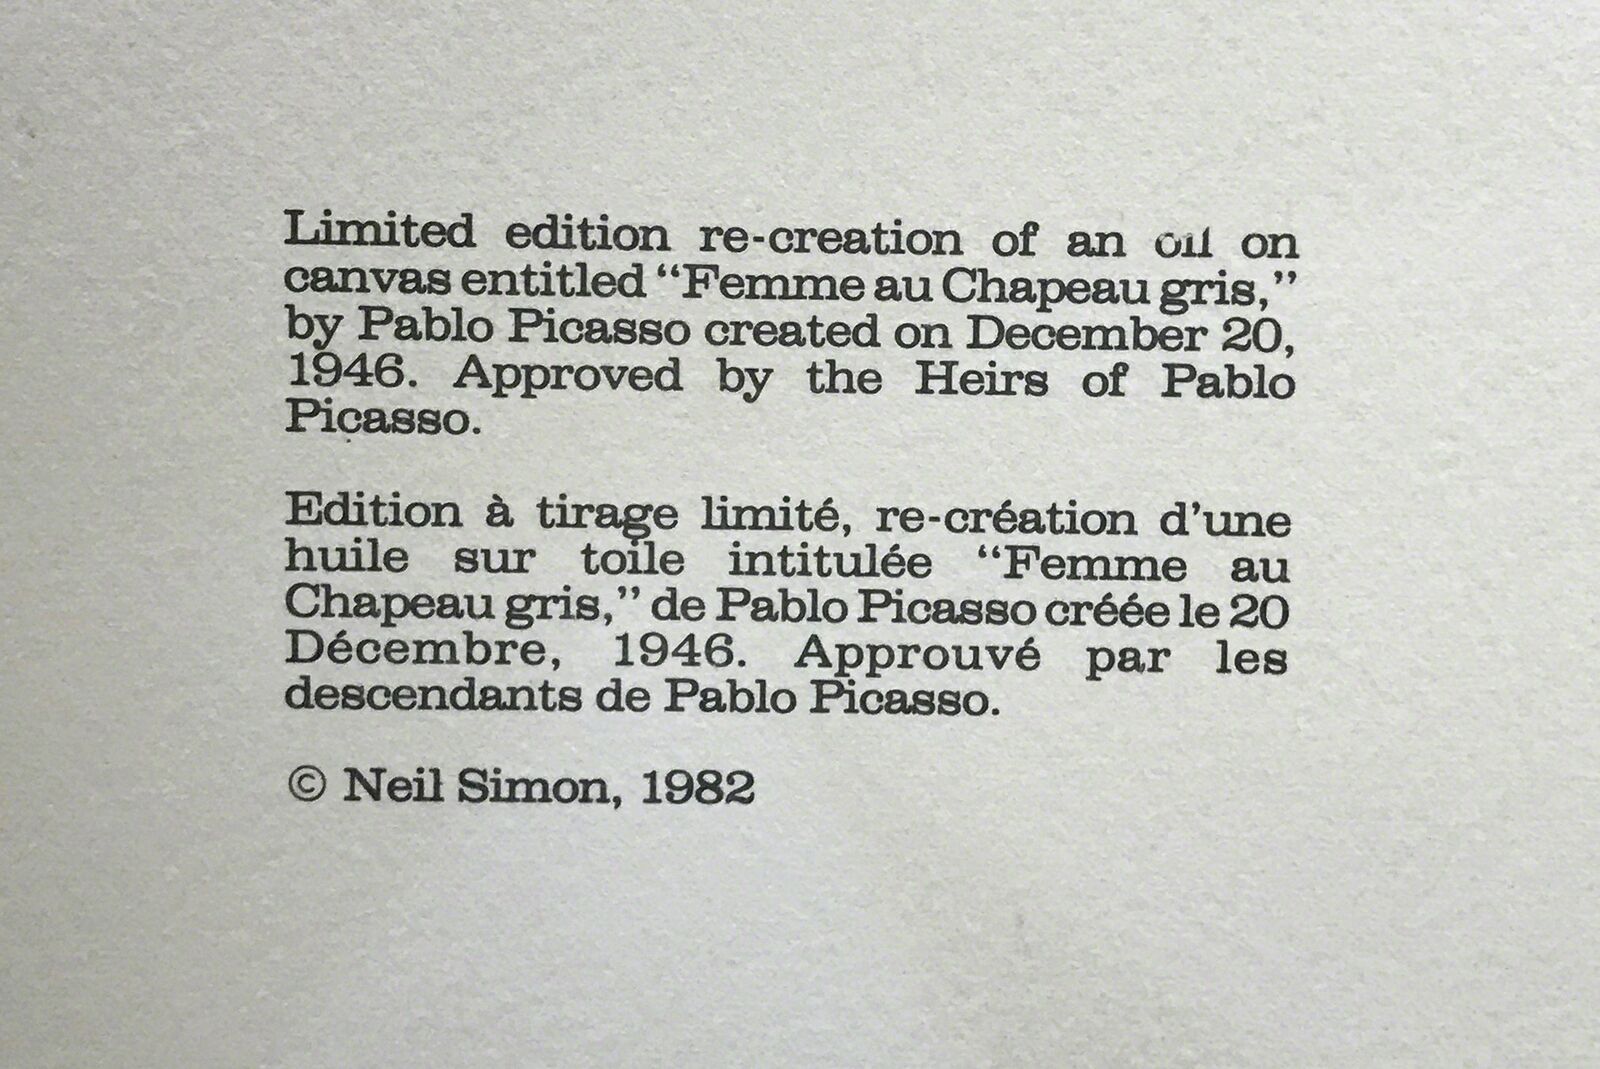 Limited edition re-creation of an oil on
canvas entitled “Femme au Chapeau gris,”
by Pablo Picasso created on December 20,
1946. Approved by the Heirs of Pablo
Picasso.
Edition à tirage limité, re-création d’une
huile sur toile intitulée “Femme au
Chapeau gris,” de Pablo Picasso créée le 20
Décembre, 1946. Approuvé par les
descendants de Pablo Picasso.
© Neil Simon, 1982